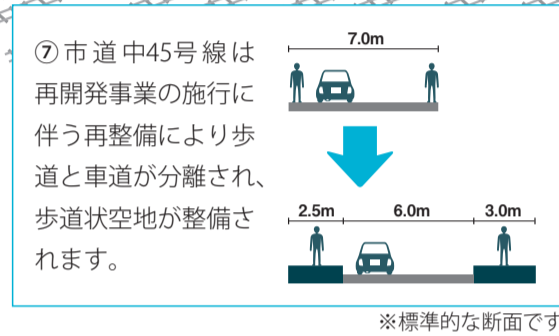 ⑦市道中45号線は
再開発事業の施行に
伴う再整備により歩
道と車道が分離され、
歩道状空地が整備さ
れます。
7.0m
2.5m 6.0m 3.0m
※標準的な断面です